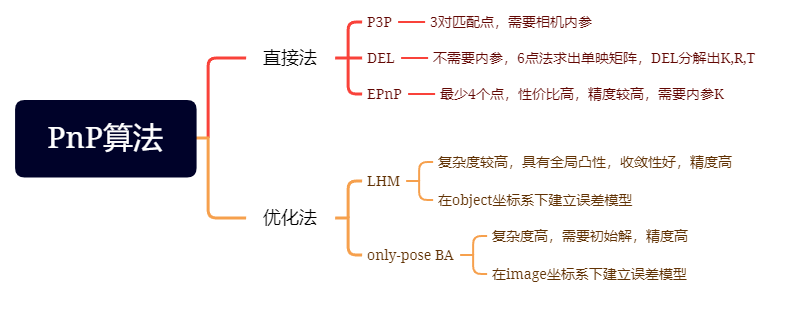 PnP算法
直接法
P3P
3对匹配点，需要相机内参
DEL
不需要内参，6点法求出单映矩阵，DEL分解出K,R,T
EPnP
最少4个点，性价比高，精度较高，需要内参K
优化法
LHM
复杂度较高，具有全局凸性，收敛性好，精度高
在object坐标系下建立误差模型
only-pose BA
复杂度高，需要初始解，精度高
在image坐标系下建立误差模型